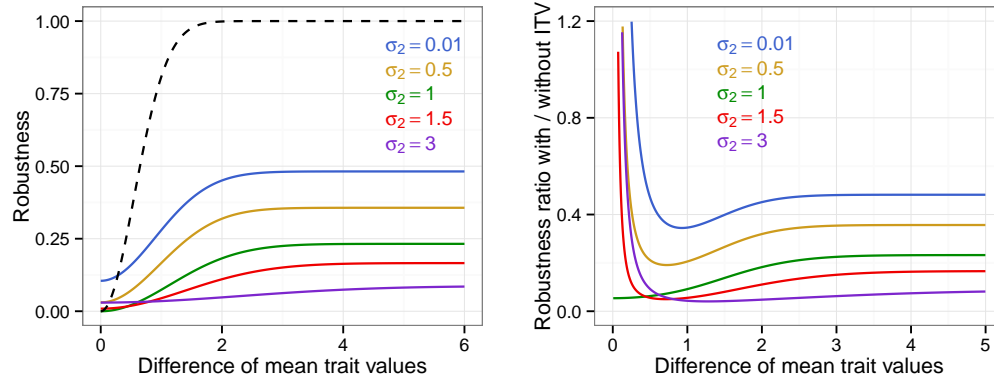 1.00
0.75
0.50
0.25
0.00
Robustness
σ₂ = 0.01
σ₂ = 0.5
σ₂ = 1
σ₂ = 1.5
σ₂ = 3
0 2 4 6
Difference of mean trait values
1.2
0.8
0.4
0.0
Robustness ratio with / without ITV
σ₂ = 0.01
σ₂ = 0.5
σ₂ = 1
σ₂ = 1.5
σ₂ = 3
0 1 2 3 4 5
Difference of mean trait values